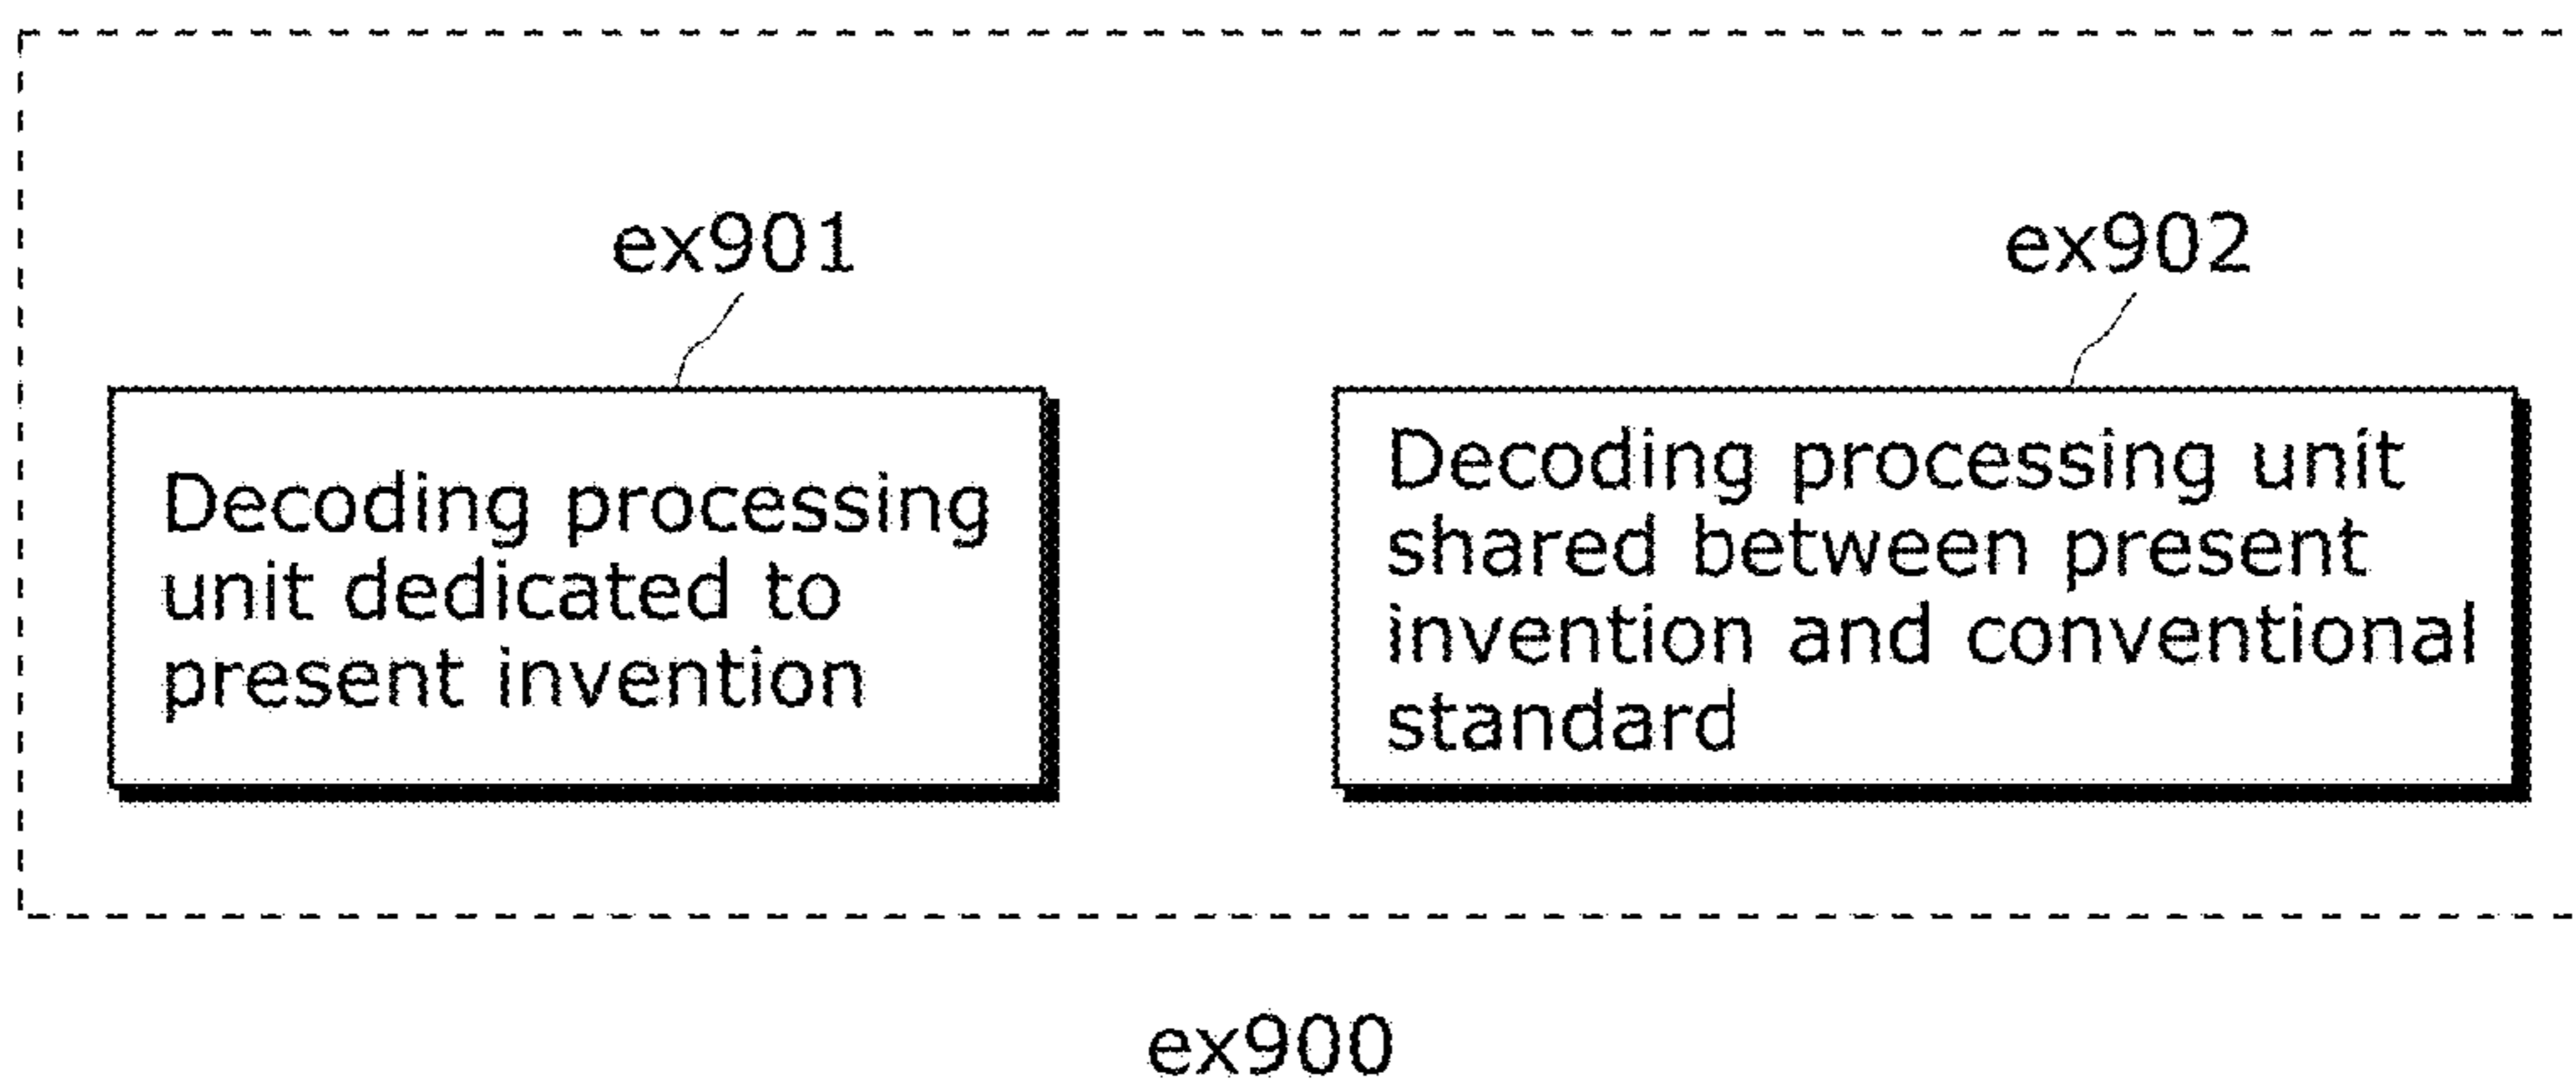 ex901
ex902
Decoding processing
unit dedicated to
present invention
Decoding processing unit
shared between present
invention and conventional
standard
ex900